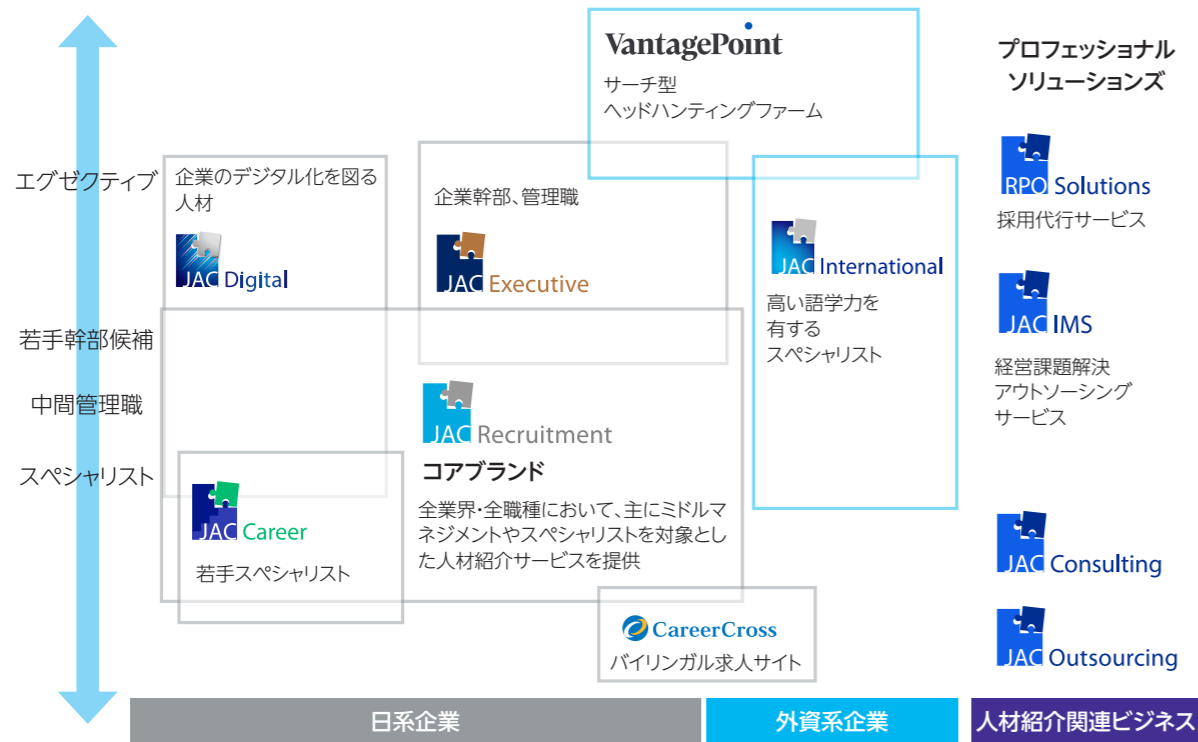 VantagePoint
サーチ型
ヘッドハンティングファーム
プロフェッショナル
ソリューションズ
エグゼクティブ
企業のデジタル化を図る
人材
JAC Digital
企業幹部、管理職
JAC Executive
JAC International
高い語学力を
有する
スペシャリスト
RPO Solutions
採用代行サービス
JAC IMS
経営課題解決
アウトソーシング
サービス
若手幹部候補
中間管理職
スペシャリスト
JAC Recruitment
コアブランド
全業界・全職種において、主にミドルマ
ネジメントやスペシャリストを対象とし
た人材紹介サービスを提供
JAC Career
若手スペシャリスト
JAC Consulting
CareerCross
バイリンガル求人サイト
JAC Outsourcing
日系企業
外資系企業
人材紹介関連ビジネス